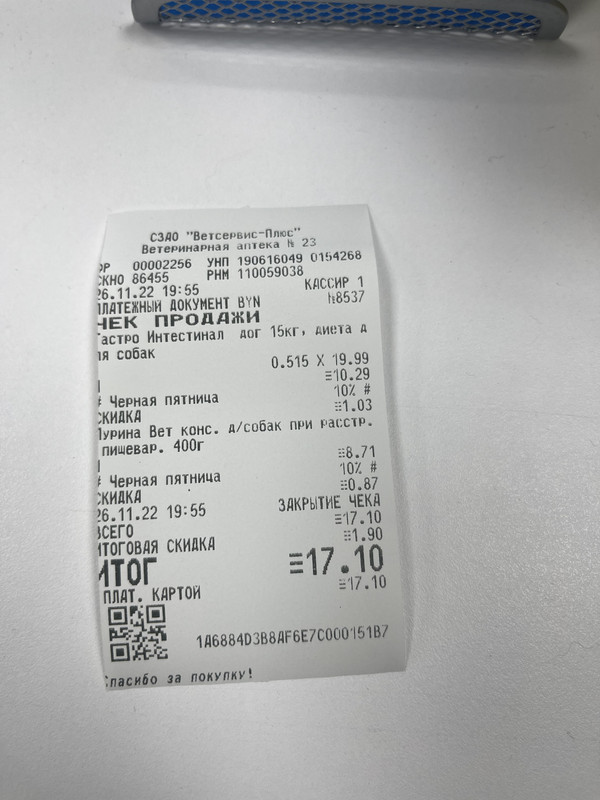 СЗАО "Ветсервис-Плюс"
Ветеринарная аптека № 23
ФР 00002256 УНП 190616049 0154268
СКНО 86455 РНМ 110059038
26.11.22 19:55 КАССИР 1
ПЛАТЕЖНЫЙ ДОКУМЕНТ BYN №8537
ЧЕК ПРОДАЖИ
Гастро Интестинал дог 15кг, диета д
ля собак
0.515 X 19.99
≡10.29
# Черная пятница 10% #
СКИДКА ≡1.03
Пурина Вет конс. д/собак при расстр.
пищевар. 400г
≡8.71
# Черная пятница 10% #
СКИДКА ≡0.87
26.11.22 19:55 ЗАКРЫТИЕ ЧЕКА
ВСЕГО ≡17.10
ИТОГОВАЯ СКИДКА ≡1.90
ИТОГ ≡17.10
ПЛАТ. КАРТОЙ ≡17.10
1A6884D3B8AF6E7C000151B7
Спасибо за покупку!